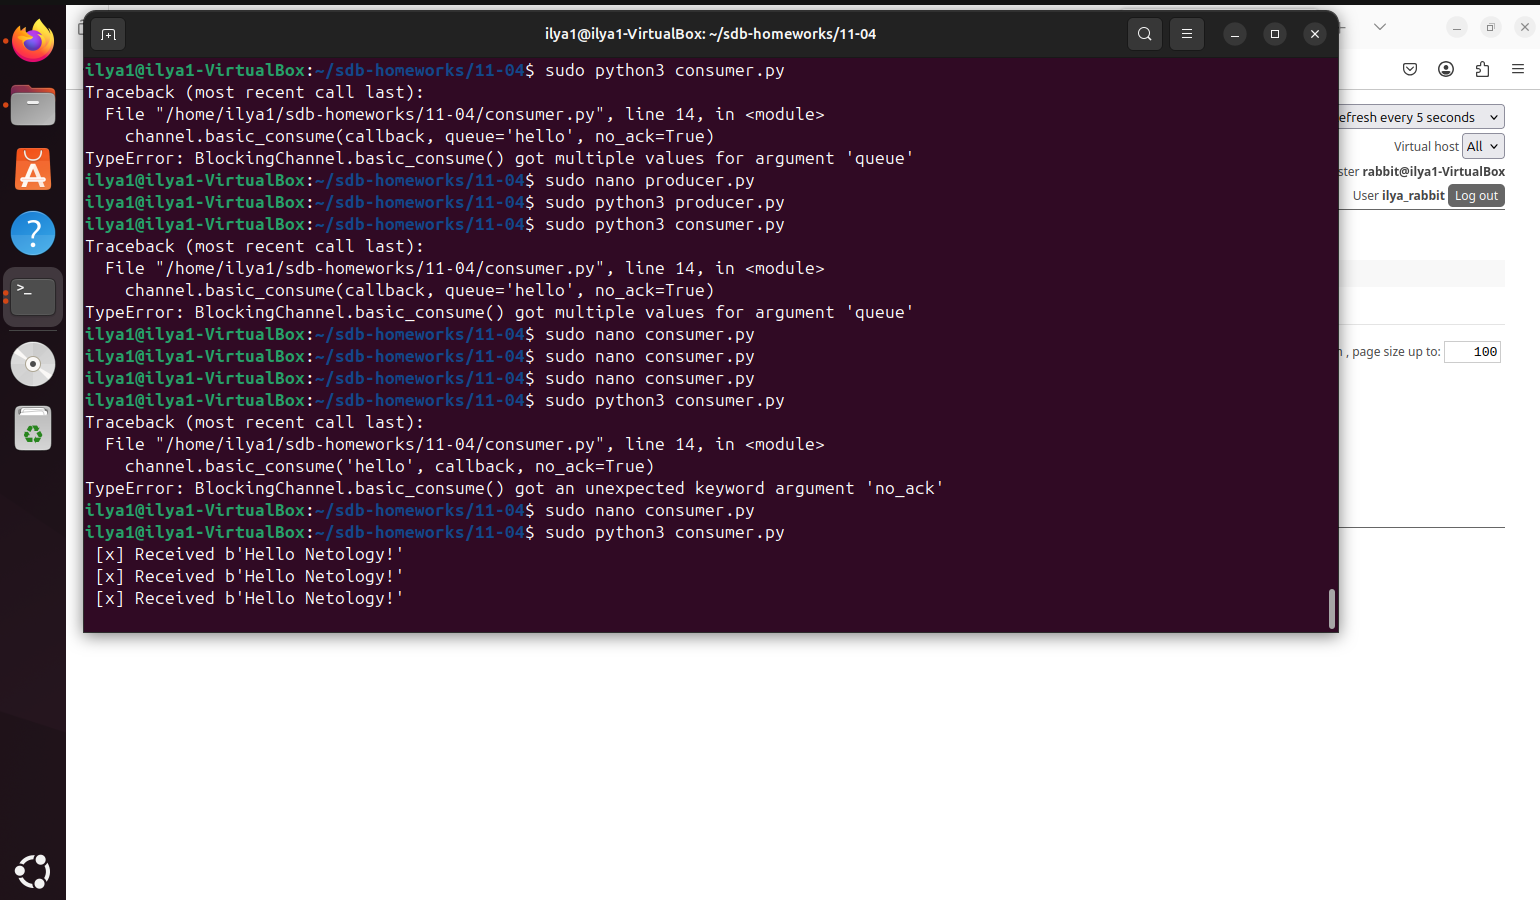 ilya1@ilya1-VirtualBox: ~/sdb-homeworks/11-04
ilya1@ilya1-VirtualBox:~/sdb-homeworks/11-04$ sudo python3 consumer.py
Traceback (most recent call last):
  File "/home/ilya1/sdb-homeworks/11-04/consumer.py", line 14, in <module>
    channel.basic_consume(callback, queue='hello', no_ack=True)
TypeError: BlockingChannel.basic_consume() got multiple values for argument 'queue'
ilya1@ilya1-VirtualBox:~/sdb-homeworks/11-04$ sudo nano producer.py
ilya1@ilya1-VirtualBox:~/sdb-homeworks/11-04$ sudo python3 producer.py
ilya1@ilya1-VirtualBox:~/sdb-homeworks/11-04$ sudo python3 consumer.py
Traceback (most recent call last):
  File "/home/ilya1/sdb-homeworks/11-04/consumer.py", line 14, in <module>
    channel.basic_consume(callback, queue='hello', no_ack=True)
TypeError: BlockingChannel.basic_consume() got multiple values for argument 'queue'
ilya1@ilya1-VirtualBox:~/sdb-homeworks/11-04$ sudo nano consumer.py
ilya1@ilya1-VirtualBox:~/sdb-homeworks/11-04$ sudo nano consumer.py
ilya1@ilya1-VirtualBox:~/sdb-homeworks/11-04$ sudo nano consumer.py
ilya1@ilya1-VirtualBox:~/sdb-homeworks/11-04$ sudo python3 consumer.py
Traceback (most recent call last):
  File "/home/ilya1/sdb-homeworks/11-04/consumer.py", line 14, in <module>
    channel.basic_consume('hello', callback, no_ack=True)
TypeError: BlockingChannel.basic_consume() got an unexpected keyword argument 'no_ack'
ilya1@ilya1-VirtualBox:~/sdb-homeworks/11-04$ sudo nano consumer.py
ilya1@ilya1-VirtualBox:~/sdb-homeworks/11-04$ sudo python3 consumer.py
 [x] Received b'Hello Netology!'
 [x] Received b'Hello Netology!'
 [x] Received b'Hello Netology!'
efresh every 5 seconds
Virtual host All
ster rabbit@ilya1-VirtualBox
User ilya_rabbit Log out
, page size up to: 100